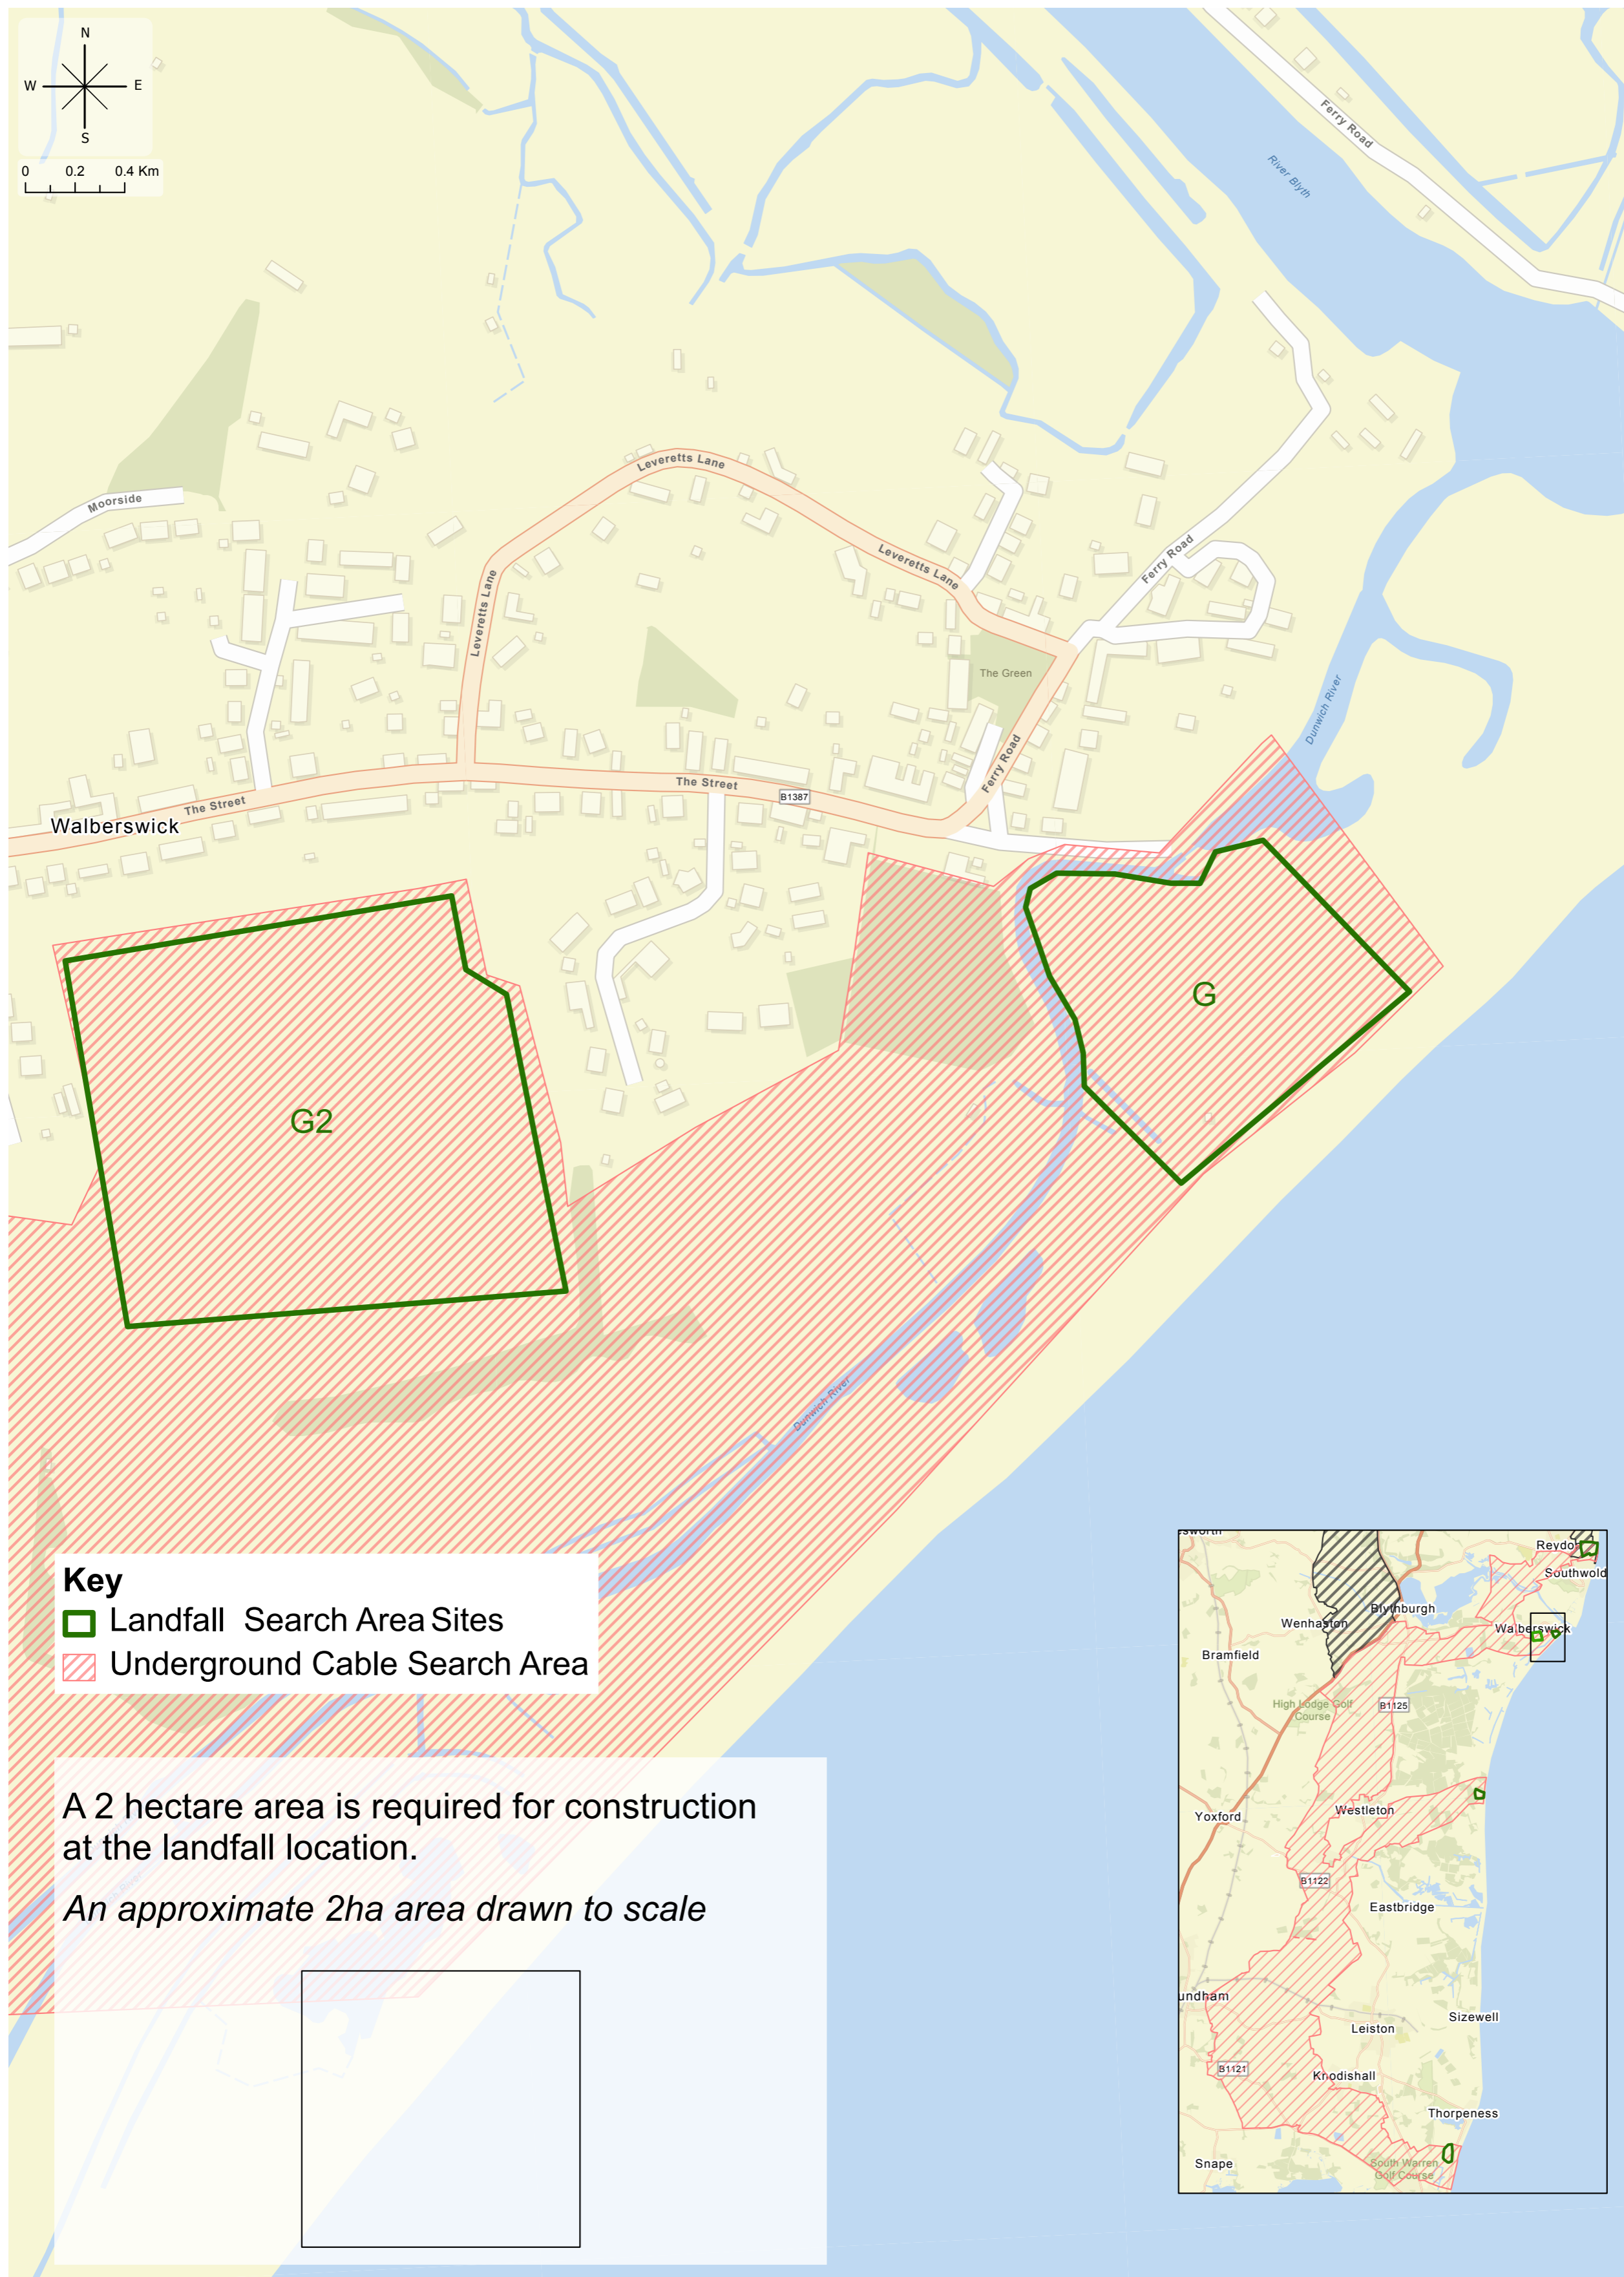 N
W E
S
0 0.2 0.4 Km
Ferry Road
River Blyth
Moorside
Leveretts Lane
Leveretts Lane
Leveretts Lane
Ferry Road
The Green
Dunwich River
Ferry Road
The Street
The Street
B1387
Walberswick
G
G2
Dunwich River
Key
Landfall Search Area Sites
Underground Cable Search Area
A 2 hectare area is required for construction
at the landfall location.
An approximate 2ha area drawn to scale
esworth
Reydo
Southwold
Blythburgh
Wenhaston
Walberswick
Bramfield
High Lodge Golf
Course
B1125
Westleton
Yoxford
B1122
Eastbridge
undham
Sizewell
Leiston
B1121
Knodishall
Thorpeness
Snape
South Warren
Golf Course